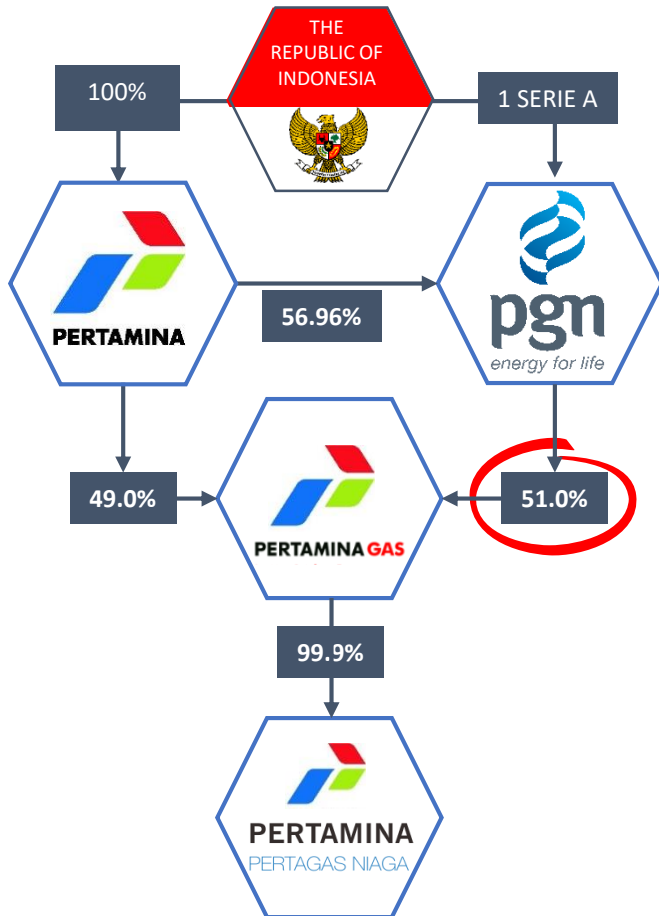 THE
REPUBLIC OF
INDONESIA
100%
1 SERIE A
PERTAMINA
56.96%
pgn
energy for life
49.0%
51.0%
PERTAMINA GAS
99.9%
PERTAMINA
PERTAGAS NIAGA